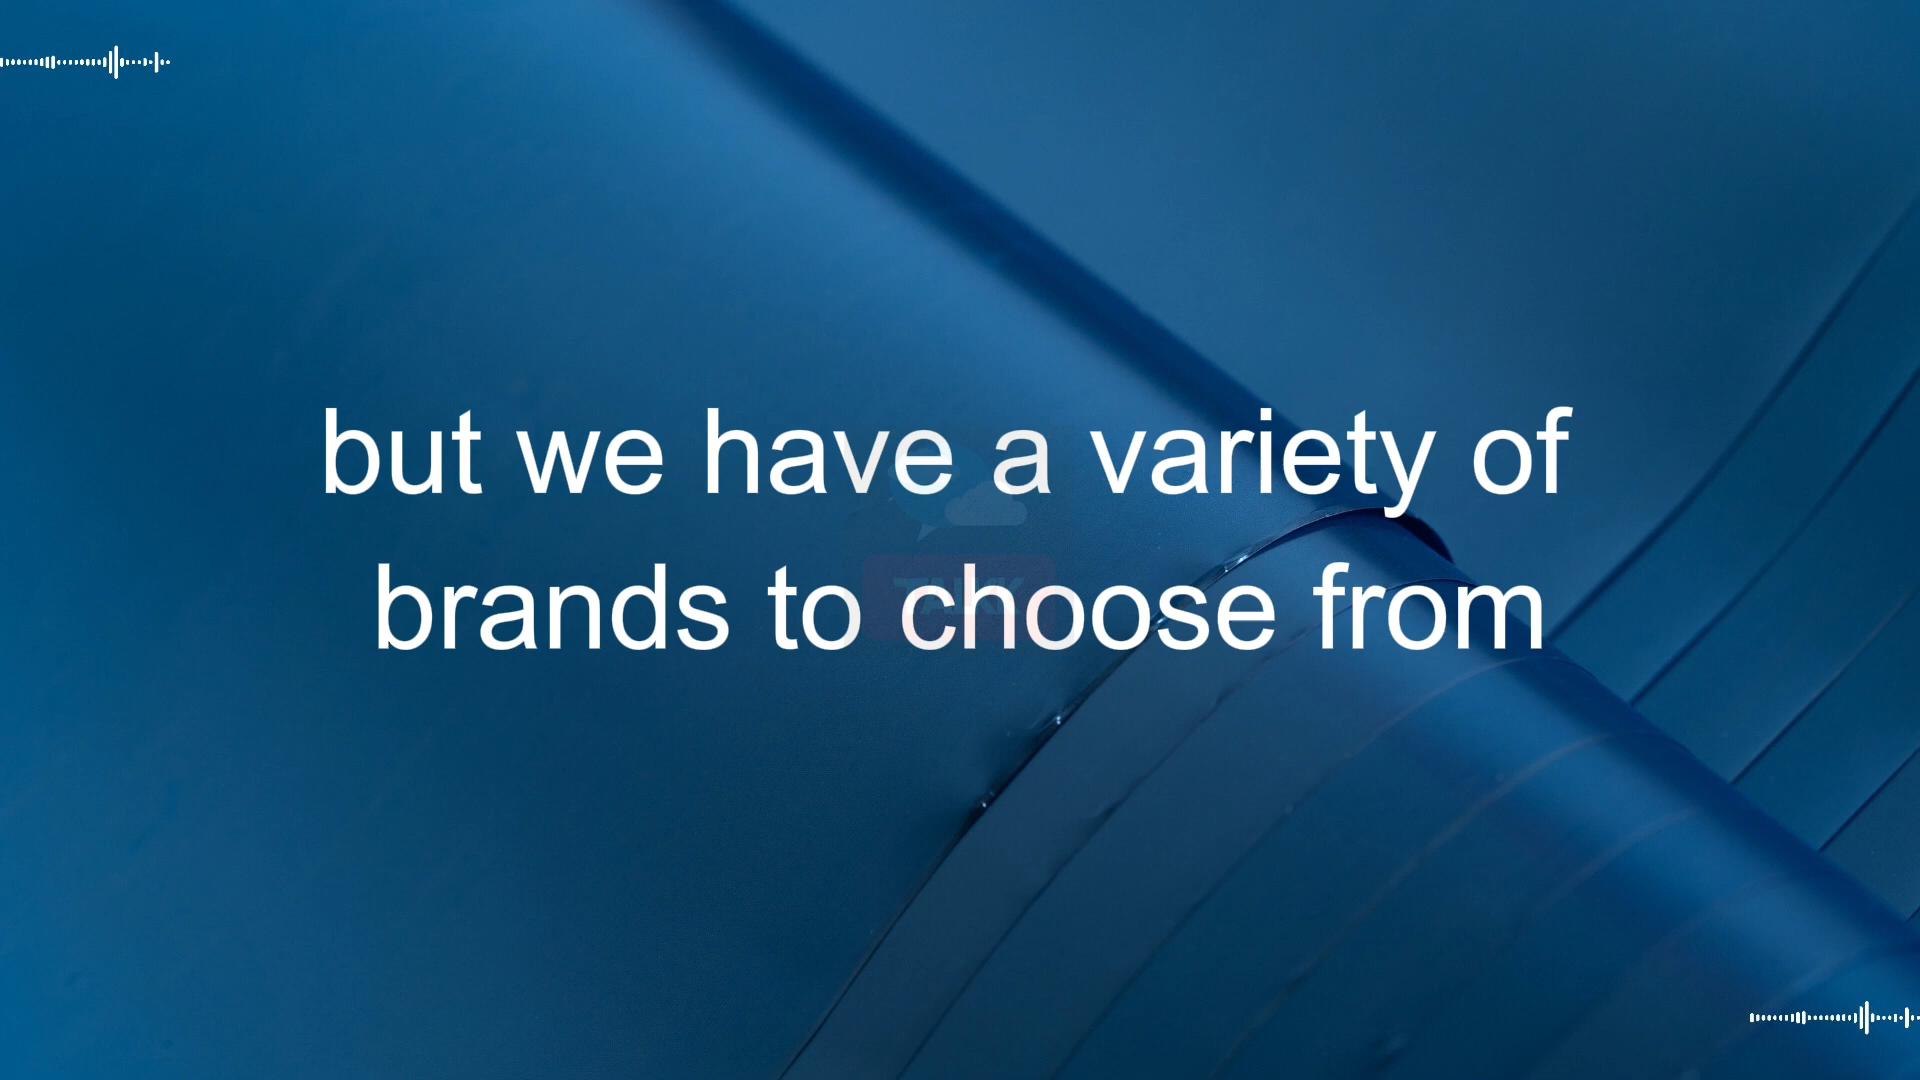 but we have a variety of
brands to choose from